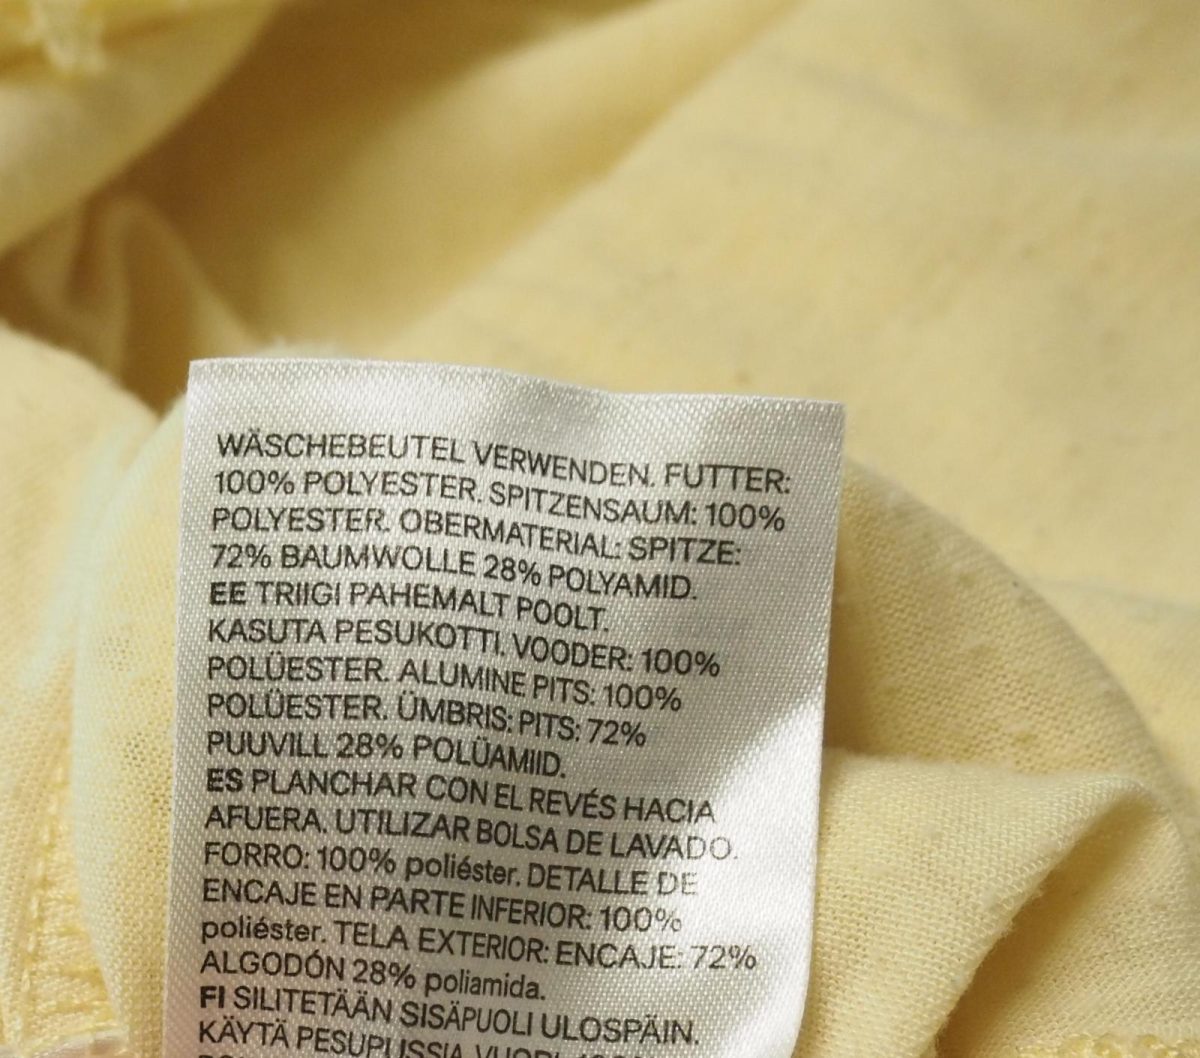 WÄSCHEBEUTEL VERWENDEN. FUTTER:
100% POLYESTER. SPITZENSAUM: 100%
POLYESTER. OBERMATERIAL: SPITZE:
72% BAUMWOLLE 28% POLYAMID.
EE TRIIGI PAHEMALT POOLT.
KASUTA PESUKOTTI. VOODER: 100%
POLÜESTER. ALUMINE PITS: 100%
POLÜESTER. ÜMBRIS: PITS: 72%
PUUVILL 28% POLÜAMIID.
ES PLANCHAR CON EL REVÉS HACIA
AFUERA. UTILIZAR BOLSA DE LAVADO.
FORRO: 100% poliéster. DETALLE DE
ENCAJE EN PARTE INFERIOR: 100%
poliéster. TELA EXTERIOR: ENCAJE: 72%
ALGODÓN 28% poliamida.
FI SILITETÄÄN SISÄPUOLI ULOSPÄIN.
KÄYTÄ PESUPUSSIA